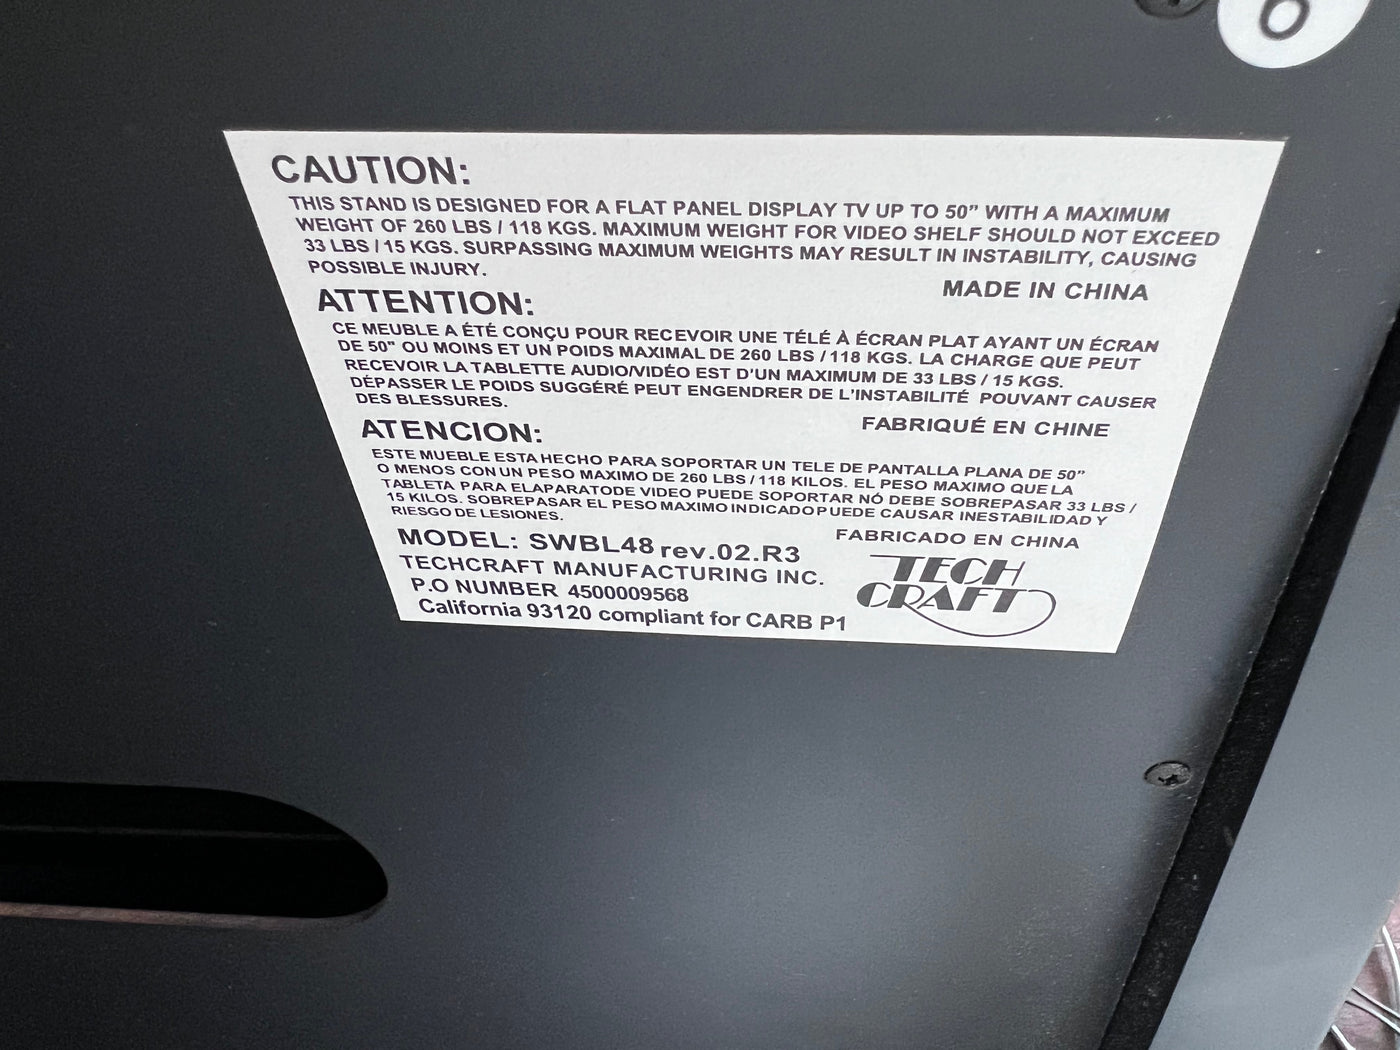 CAUTION:
THIS STAND IS DESIGNED FOR A FLAT PANEL DISPLAY TV UP TO 50” WITH A MAXIMUM
WEIGHT OF 260 LBS / 118 KGS. MAXIMUM WEIGHT FOR VIDEO SHELF SHOULD NOT EXCEED
33 LBS / 15 KGS. SURPASSING MAXIMUM WEIGHTS MAY RESULT IN INSTABILITY, CAUSING
POSSIBLE INJURY.
MADE IN CHINA
ATTENTION:
CE MEUBLE A ÉTÉ CONÇU POUR RECEVOIR UNE TÉLÉ À ÉCRAN PLAT AYANT UN ÉCRAN
DE 50" OU MOINS ET UN POIDS MAXIMAL DE 260 LBS / 118 KGS. LA CHARGE QUE PEUT
RECEVOIR LA TABLETTE AUDIO/VIDÉO EST D'UN MAXIMUM DE 33 LBS / 15 KGS.
DÉPASSER LE POIDS SUGGÉRÉ PEUT ENGENDRER DE L'INSTABILITÉ POUVANT CAUSER
DES BLESSURES.
FABRIQUÉ EN CHINE
ATENCION:
ESTE MUEBLE ESTA HECHO PARA SOPORTAR UN TELE DE PANTALLA PLANA DE 50”
O MENOS CON UN PESO MAXIMO DE 260 LBS / 118 KILOS. EL PESO MAXIMO QUE LA
TABLETA PARA ELAPARATODE VIDEO PUEDE SOPORTAR NÓ DEBE SOBREPASAR 33 LBS /
15 KILOS. SOBREPASAR EL PESO MAXIMO INDICADO PUEDE CAUSAR INESTABILIDAD Y
RIESGO DE LESIONES.
FABRICADO EN CHINA
MODEL: SWBL48 rev.02.R3
TECHCRAFT MANUFACTURING INC.
P.O NUMBER 4500009568
California 93120 compliant for CARB P1
TECH
CRAFT